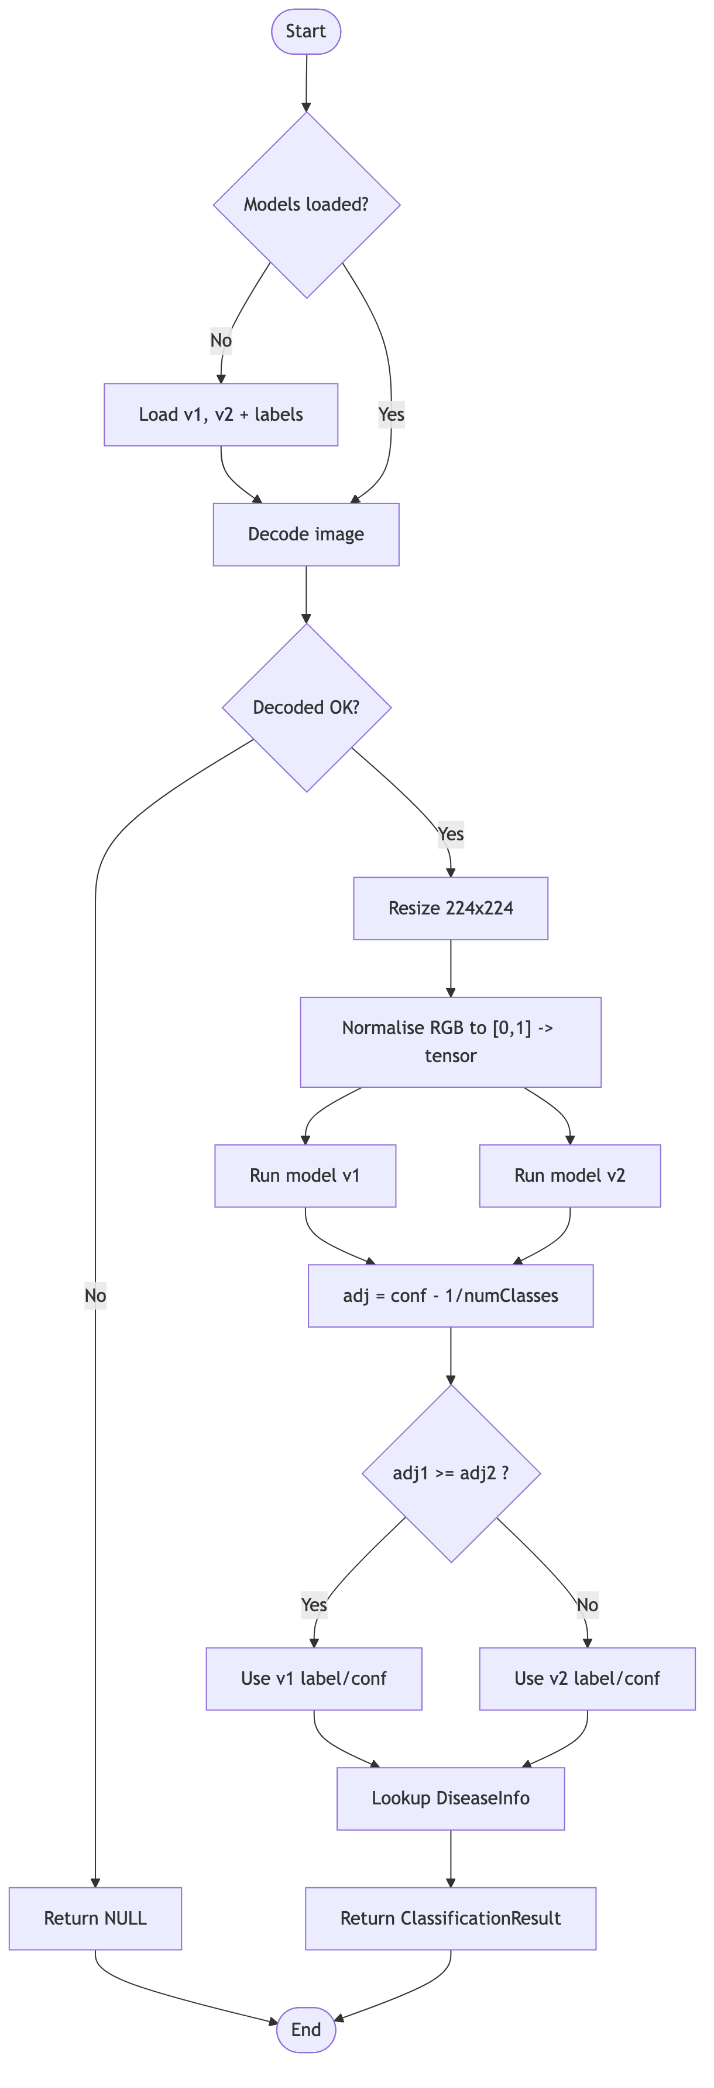 Start
Models loaded?
No
Yes
Load v1, v2 + labels
Decode image
Decoded OK?
Yes
Resize 224x224
Normalise RGB to [0,1] ->
tensor
Run model v1
Run model v2
No
adj = conf - 1/numClasses
adj1 >= adj2 ?
Yes
No
Use v1 label/conf
Use v2 label/conf
Lookup DiseaseInfo
Return NULL
Return ClassificationResult
End